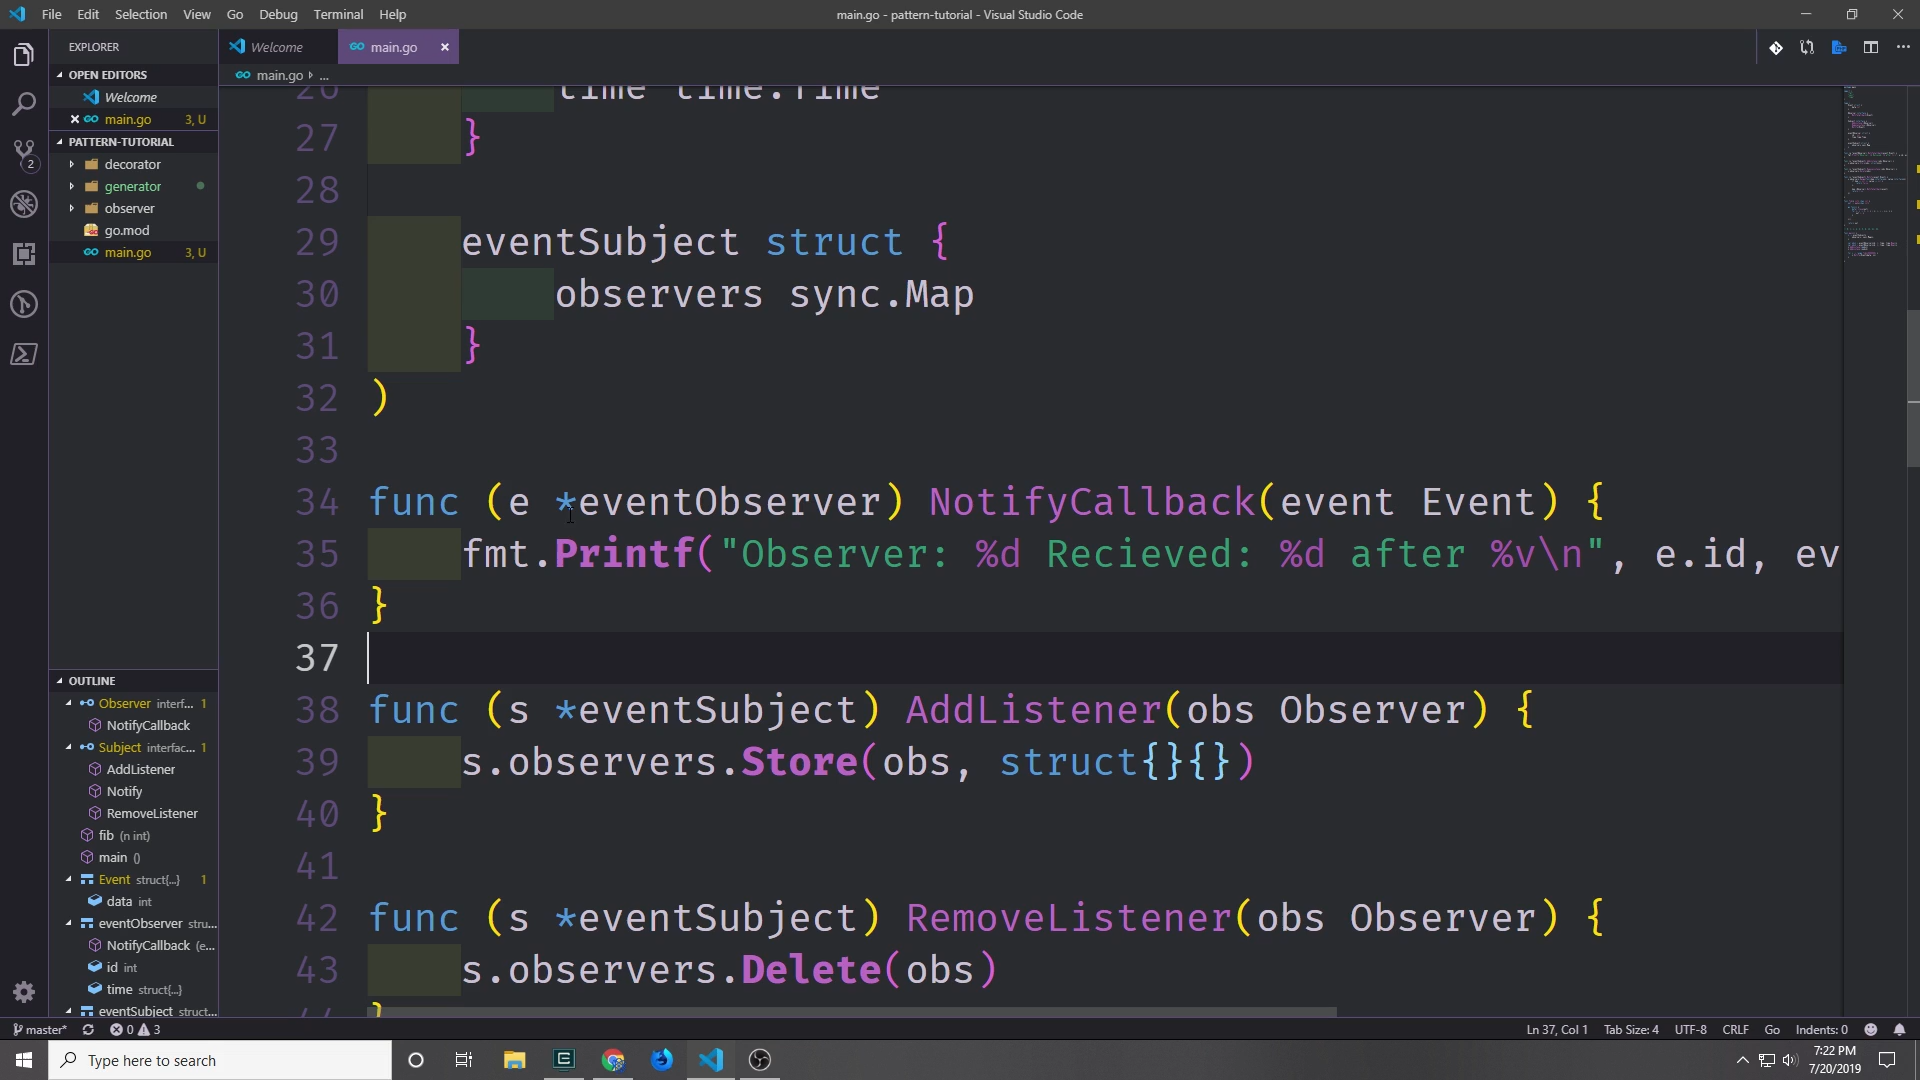 File Edit Selection View Go Debug Terminal Help
main.go - pattern-tutorial - Visual Studio Code
EXPLORER
OPEN EDITORS
Welcome
main.go 3, U
PATTERN-TUTORIAL
decorator
generator
observer
go.mod
main.go 3, U
OUTLINE
Observer interf... 1
NotifyCallback
Subject interfac... 1
AddListener
Notify
RemoveListener
fib (n int)
main ()
Event struct{...} 1
data int
eventObserver stru...
NotifyCallback (e...
id int
time struct{...}
eventSubject struct...
Welcome main.go
main.go ...
26 time time.Time
27 }
28
29 eventSubject struct {
30 observers sync.Map
31 }
32 )
33
34 func (e *eventObserver) NotifyCallback(event Event) {
35 fmt.Printf("Observer: %d Recieved: %d after %v\n", e.id, ev
36 }
37
38 func (s *eventSubject) AddListener(obs Observer) {
39 s.observers.Store(obs, struct{}{})
40 }
41
42 func (s *eventSubject) RemoveListener(obs Observer) {
43 s.observers.Delete(obs)
44 }
2
master* 0 3
Ln 37, Col 1 Tab Size: 4 UTF-8 CRLF Go Indents: 0
Type here to search
7:22 PM
7/20/2019